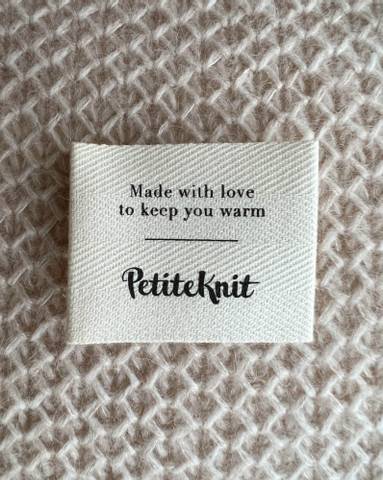 Made with love
to keep you warm
PetiteKnit